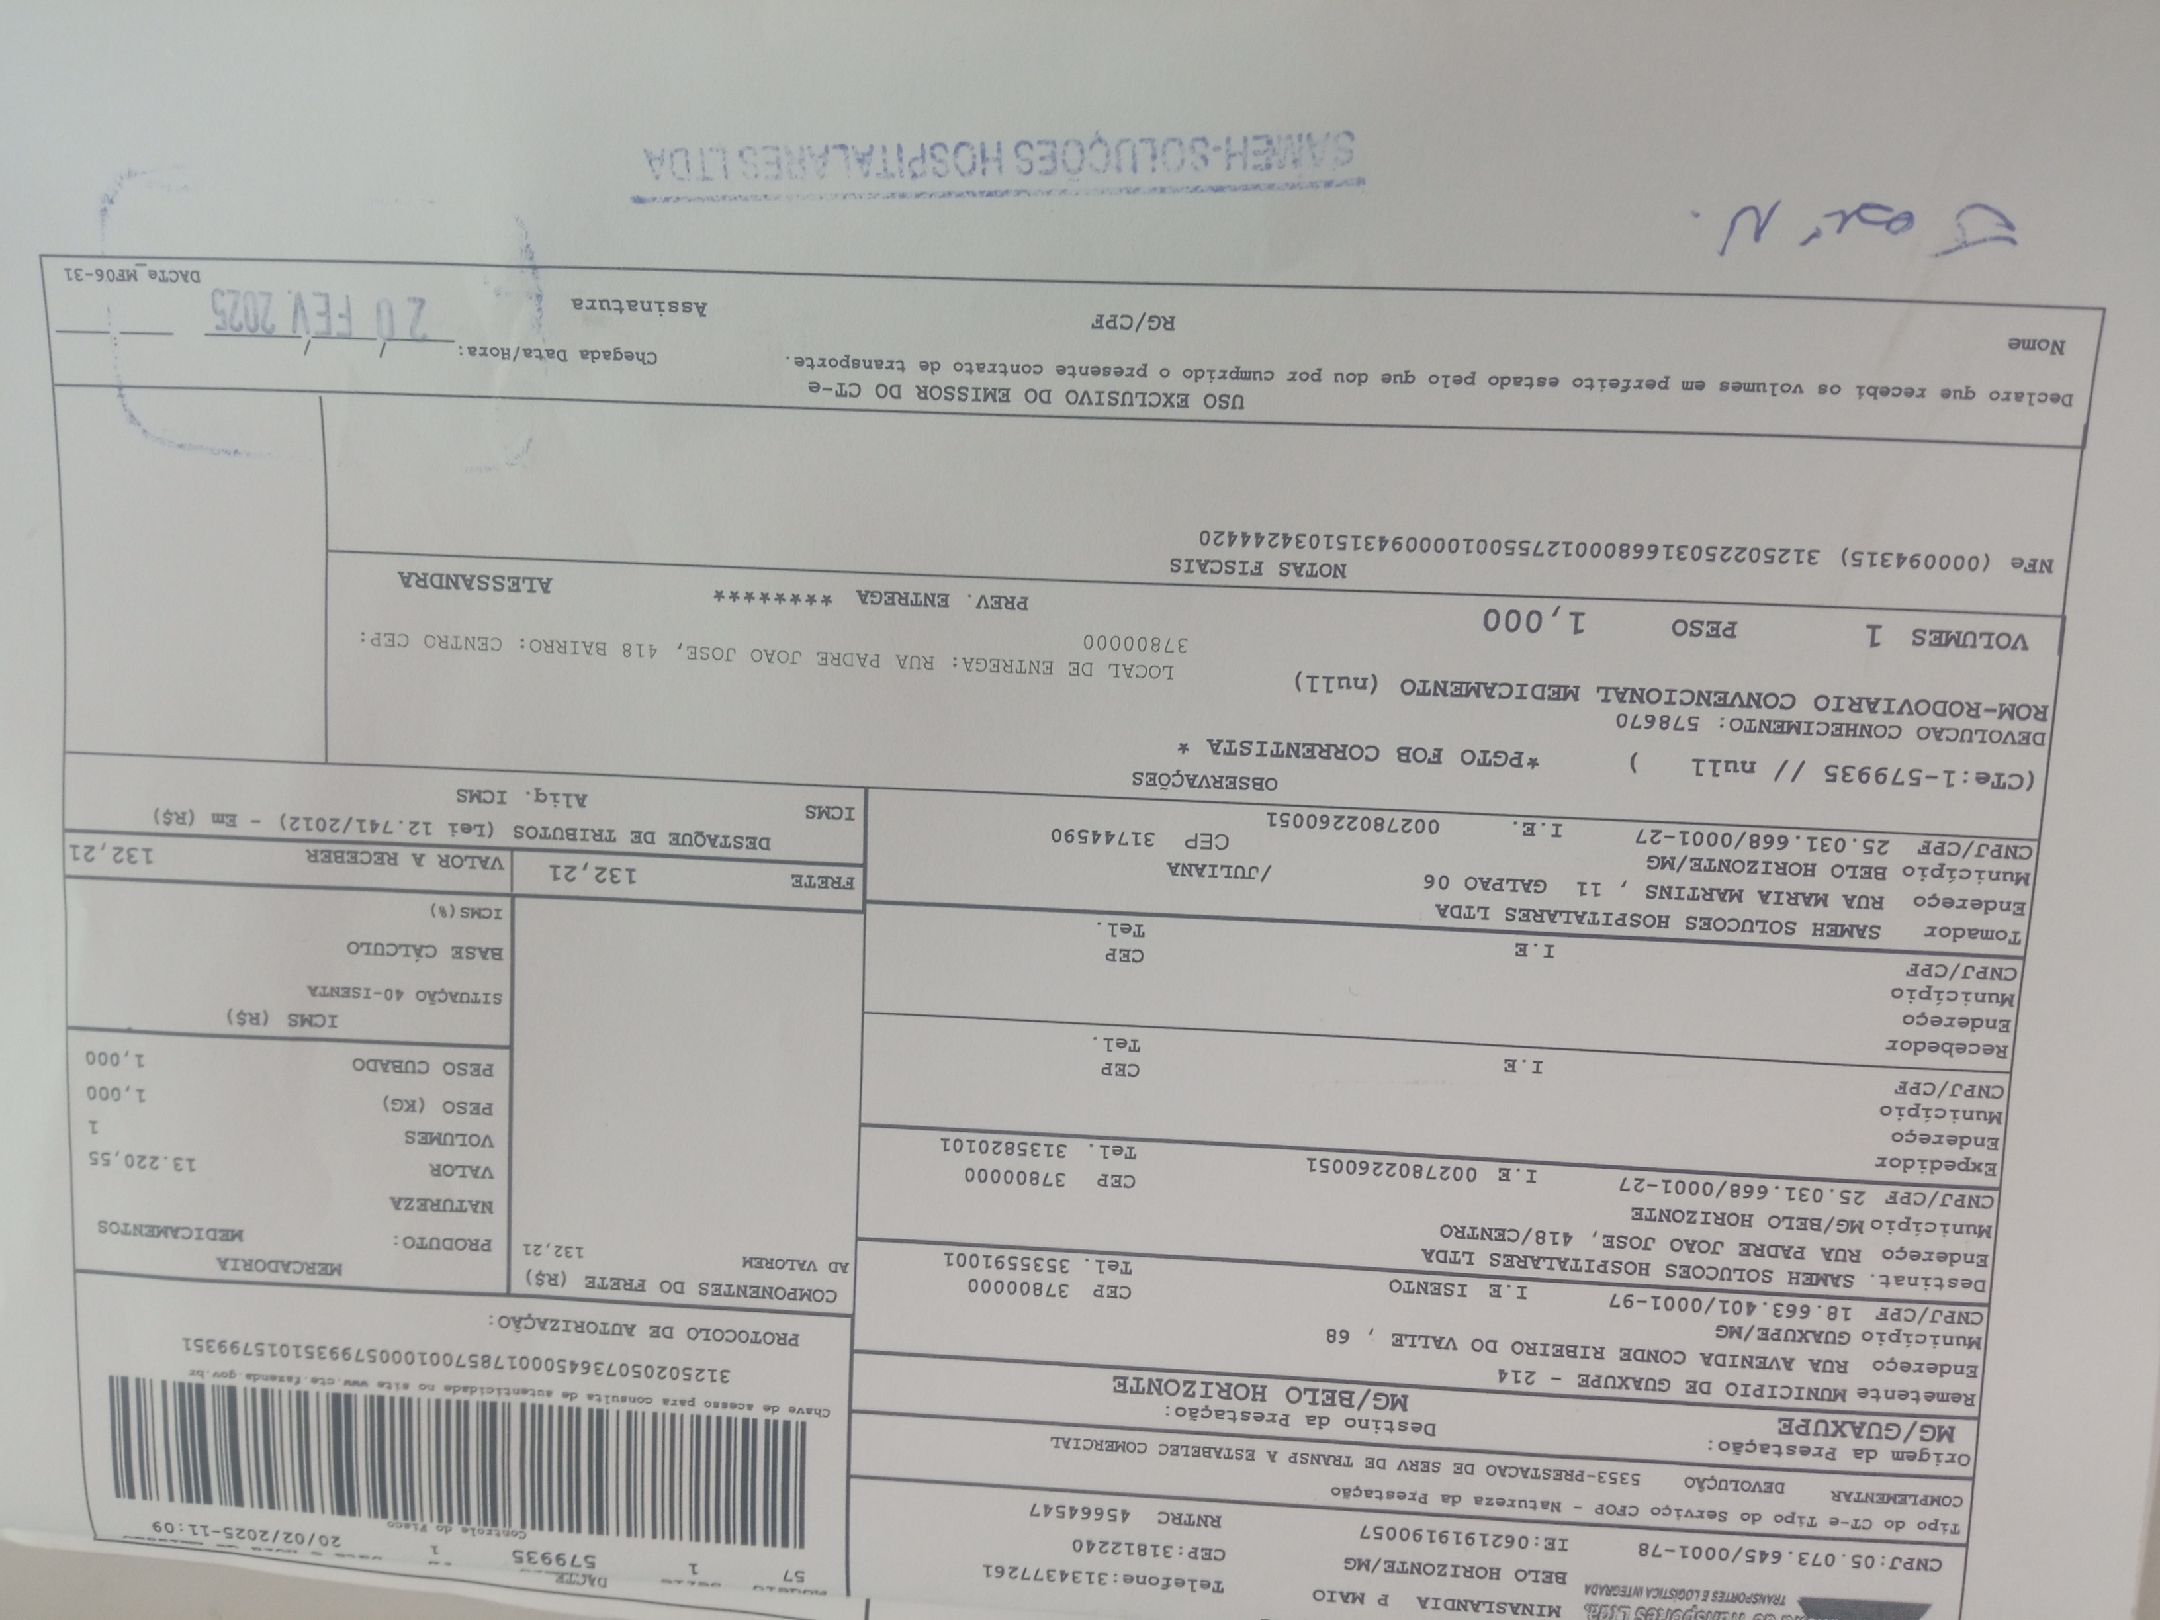 TRANSPORTES E LOGÍSTICA INTEGRADA
MINASLANDIA P MAIO
Telefone:3134377261
BELO HORIZONTE/MG
CEP:31812240
CNPJ:05.073.645/0001-78
IE:0621919190057
RNTRC 45664547
DACTE
57 1 579935 1 20/02/2025-11:09
Controle do Fisco
Tipo do CT-e Tipo do Serviço CFOP - Natureza da Prestação
COMPLEMENTAR DEVOLUÇÃO 5353-PRESTACAO DE SERV DE TRANSP A ESTABELEC COMERCIAL
Origem da Prestação:
MG/GUAXUPE
Destino da Prestação:
MG/BELO HORIZONTE
Chave de acesso para consulta de autenticidade no site www.cte.fazenda.gov.br
31250205073645000178570010005799351015799351
PROTOCOLO DE AUTORIZAÇÃO:
Remetente MUNICIPIO DE GUAXUPE - 214
Endereço RUA AVENIDA CONDE RIBEIRO DO VALLE , 68
Município GUAXUPE/MG CEP 37800000
CNPJ/CPF 18.663.401/0001-97 I.E ISENTO Tel. 3535591001
Destinat. SAMEH SOLUCOES HOSPITALARES LTDA
Endereço RUA PADRE JOAO JOSE, 418/CENTRO
Município MG/BELO HORIZONTE CEP 37800000
CNPJ/CPF 25.031.668/0001-27 I.E 0027802260051 Tel. 3135820101
Expedidor
Endereço
Município CEP
CNPJ/CPF I.E Tel.
Recebedor
Endereço
Município CEP
CNPJ/CPF I.E Tel.
Tomador SAMEH SOLUCOES HOSPITALARES LTDA
Endereço RUA MARIA MARTINS , 11 GALPAO 06 /JULIANA
Município BELO HORIZONTE/MG CEP 31744590
CNPJ/CPF 25.031.668/0001-27 I.E. 0027802260051
COMPONENTES DO FRETE (R$)
AD VALOREM 132,21
MERCADORIA
PRODUTO: MEDICAMENTOS
NATUREZA
VALOR 13.220,55
VOLUMES 1
PESO (KG) 1,000
PESO CUBADO 1,000
ICMS (R$)
SITUAÇÃO 40-ISENTA
BASE CÁLCULO
ICMS(%)
FRETE 132,21 VALOR A RECEBER 132,21
DESTAQUE DE TRIBUTOS (Lei 12.741/2012) - Em (R$)
ICMS Aliq. ICMS
OBSERVAÇÕES
(CTe:1-579935 // null ) *PGTO FOB CORRENTISTA *
DEVOLUCAO CONHECIMENTO: 578670
ROM-RODOVIARIO CONVENCIONAL MEDICAMENTO (null)
LOCAL DE ENTREGA: RUA PADRE JOAO JOSE, 418 BAIRRO: CENTRO CEP:
37800000
VOLUMES 1 PESO 1,000 PREV. ENTREGA ******** ALESSANDRA
NOTAS FISCAIS
NFe (000094315) 31250225031668000127550010000943151034244420
USO EXCLUSIVO DO EMISSOR DO CT-e
Declaro que recebi os volumes em perfeito estado pelo que dou por cumprido o presente contrato de transporte.
Chegada Data/Hora:
20 FEV. 2025
Nome RG/CPF Assinatura
DACTe_MF06-31
José N.
SAMEH-SOLUÇÕES HOSPITALARES LTDA